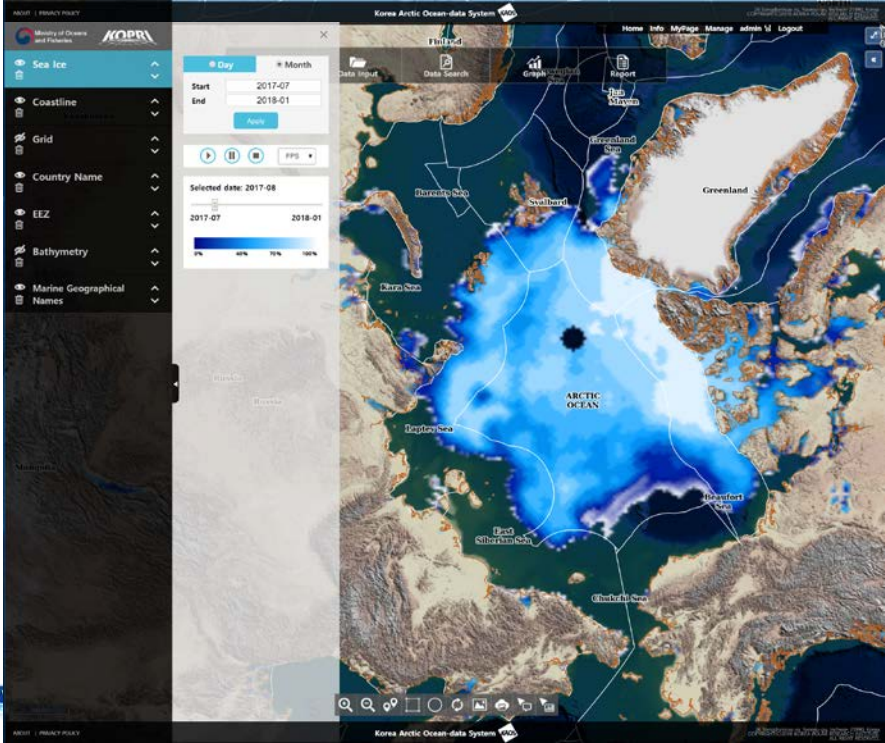 ABOUT | PRIVACY POLICY
Korea Arctic Ocean-data System KAOS
Home Info MyPage Manage admin Logout
Ministry of Oceans
and Fisheries
KOPRI
Sea Ice
Coastline
Grid
Country Name
EEZ
Bathymetry
Marine Geographical
Names
Day
Month
Start 2017-07
End 2018-01
Apply
FPS
Selected date: 2017-08
2017-07 2018-01
0% 40% 70% 100%
Data Input
Data Search
Graph
Report
Finland
Jan
Mayen
Greenland
Sea
Barents Sea
Svalbard
Greenland
Kara Sea
Russia
Russia
Mongolia
ARCTIC
OCEAN
Laptev Sea
Beaufort
Sea
East
Siberian Sea
Chukchi Sea
ABOUT | PRIVACY POLICY
Korea Arctic Ocean-data System KAOS